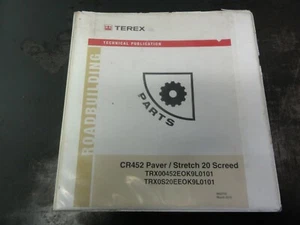 TEREX
TECHNICAL PUBLICATION
ROADBUILDING
PARTS
CR452 Paver / Stretch 20 Screed
TRX00452EOK9L0101
TRX0S20EEOK9L0101